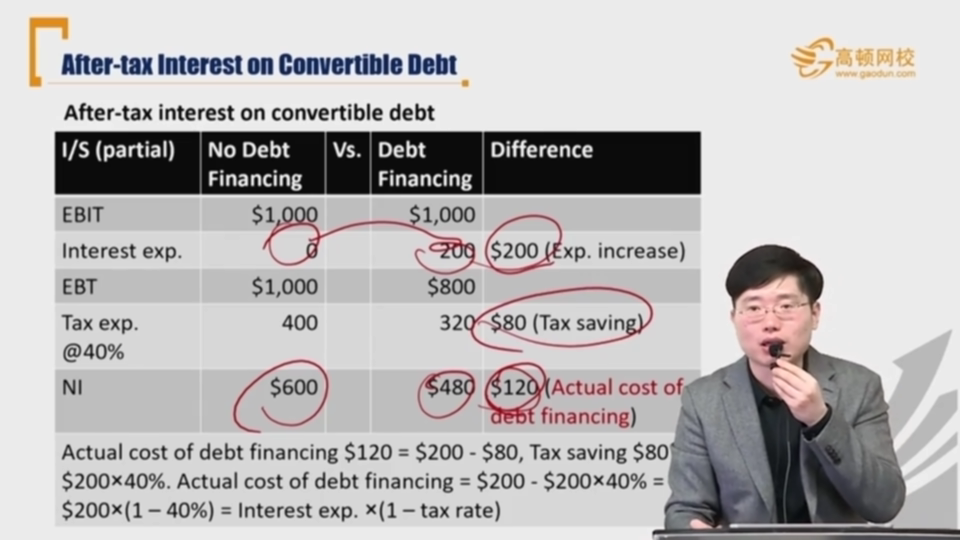 After-tax Interest on Convertible Debt
高顿网校
www.gaodun.com
After-tax interest on convertible debt
I/S (partial) No Debt Financing Vs. Debt Financing Difference
EBIT $1,000 $1,000
Interest exp. 0 200 $200 (Exp. increase)
EBT $1,000 $800
Tax exp. @40% 400 320 $80 (Tax saving)
NI $600 $480 $120 (Actual cost of debt financing)
Actual cost of debt financing $120 = $200 - $80, Tax saving $80
$200×40%. Actual cost of debt financing = $200 - $200×40% =
$200×(1 – 40%) = Interest exp. ×(1 – tax rate)